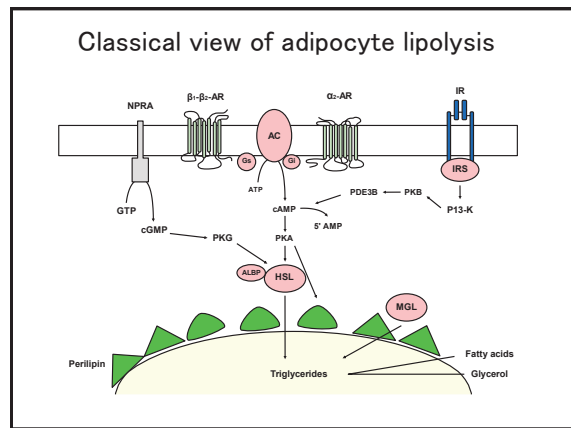 Classical view of adipocyte lipolysis
NPRA
β₁-β₂-AR
AC
α₂-AR
IR
Gs
Gi
IRS
ATP
GTP
cAMP
PDE3B
PKB
P13-K
5' AMP
cGMP
PKG
PKA
ALBP
HSL
MGL
Perilipin
Triglycerides
Fatty acids
Glycerol